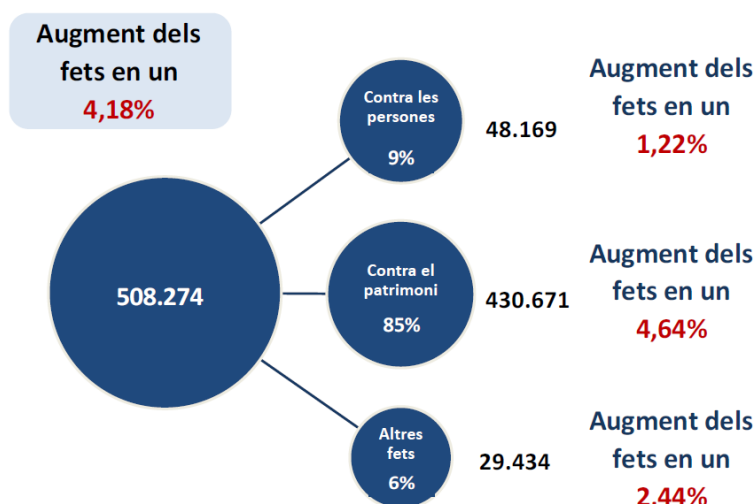 Augment dels
fets en un
4,18%
Contra les
persones
9%
48.169
Augment dels
fets en un
1,22%
508.274
Contra el
patrimoni
85%
430.671
Augment dels
fets en un
4,64%
Altres
fets
6%
29.434
Augment dels
fets en un
2,44%